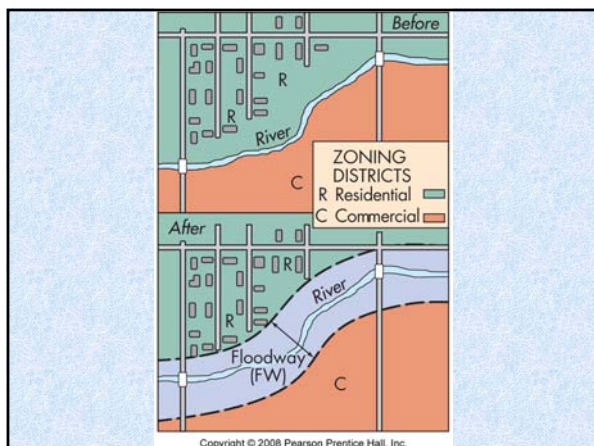 Before
R
R
River
C
ZONING
DISTRICTS
R Residential
C Commercial
After
R
R
River
Floodway
(FW)
C
Copyright © 2008 Pearson Prentice Hall, Inc.